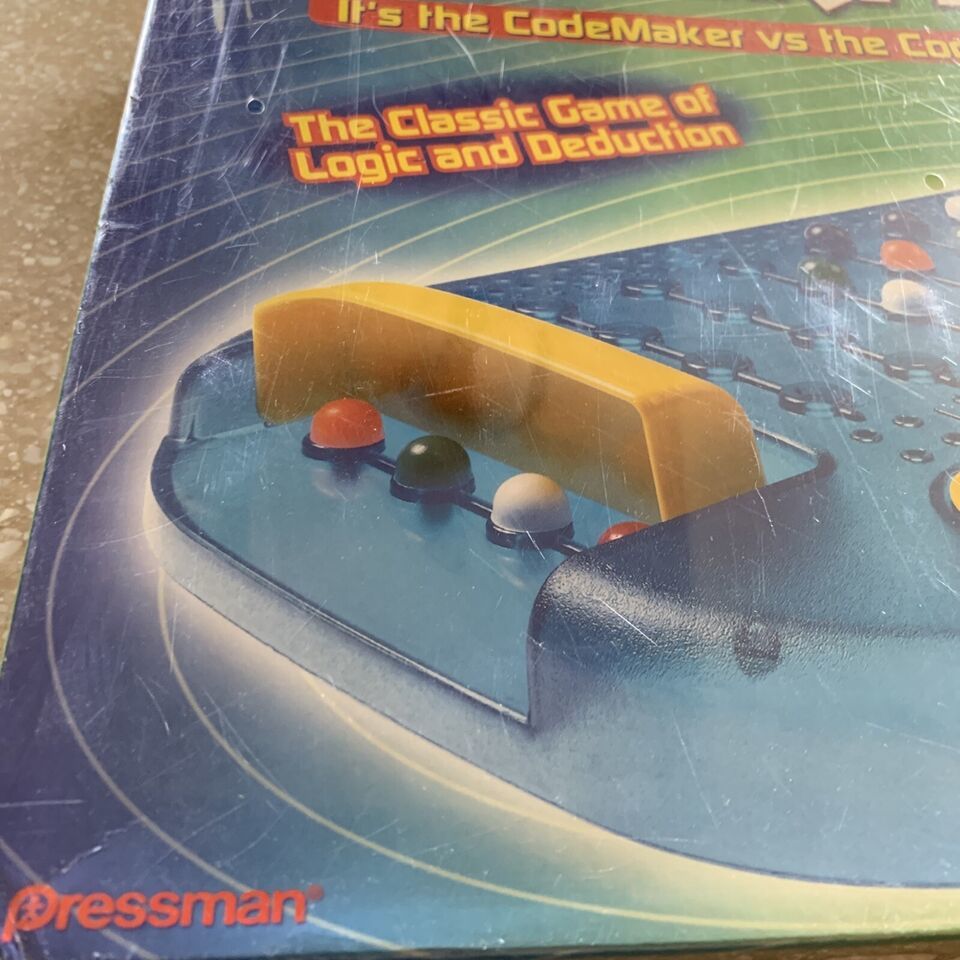 It's the CodeMaker vs the
The Classic Game of
Logic and Deduction
Pressman®